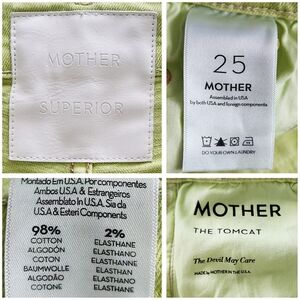 MOTHER
SUPERIOR
25
MOTHER
Assembled in USA
by both USA and foreign components
DO YOUR OWN LAUNDRY
Montado Em U.S.A Por componentes
Ambos U.S.A & Estrangeiros
Assemblato In U.S.A. Sia da
U.S.A & Esteri Componenti
98% 2%
COTTON ELASTHANE
ALGODÓN ELASTANO
COTON ÉLASTHANNE
BAUMWOLLE ELASTHAN
ALGODÃO ELASTANO
COTONE ELASTANE
MOTHER
THE TOMCAT
The Devil May Care
MADE by MOTHER IN THE U.S.A.